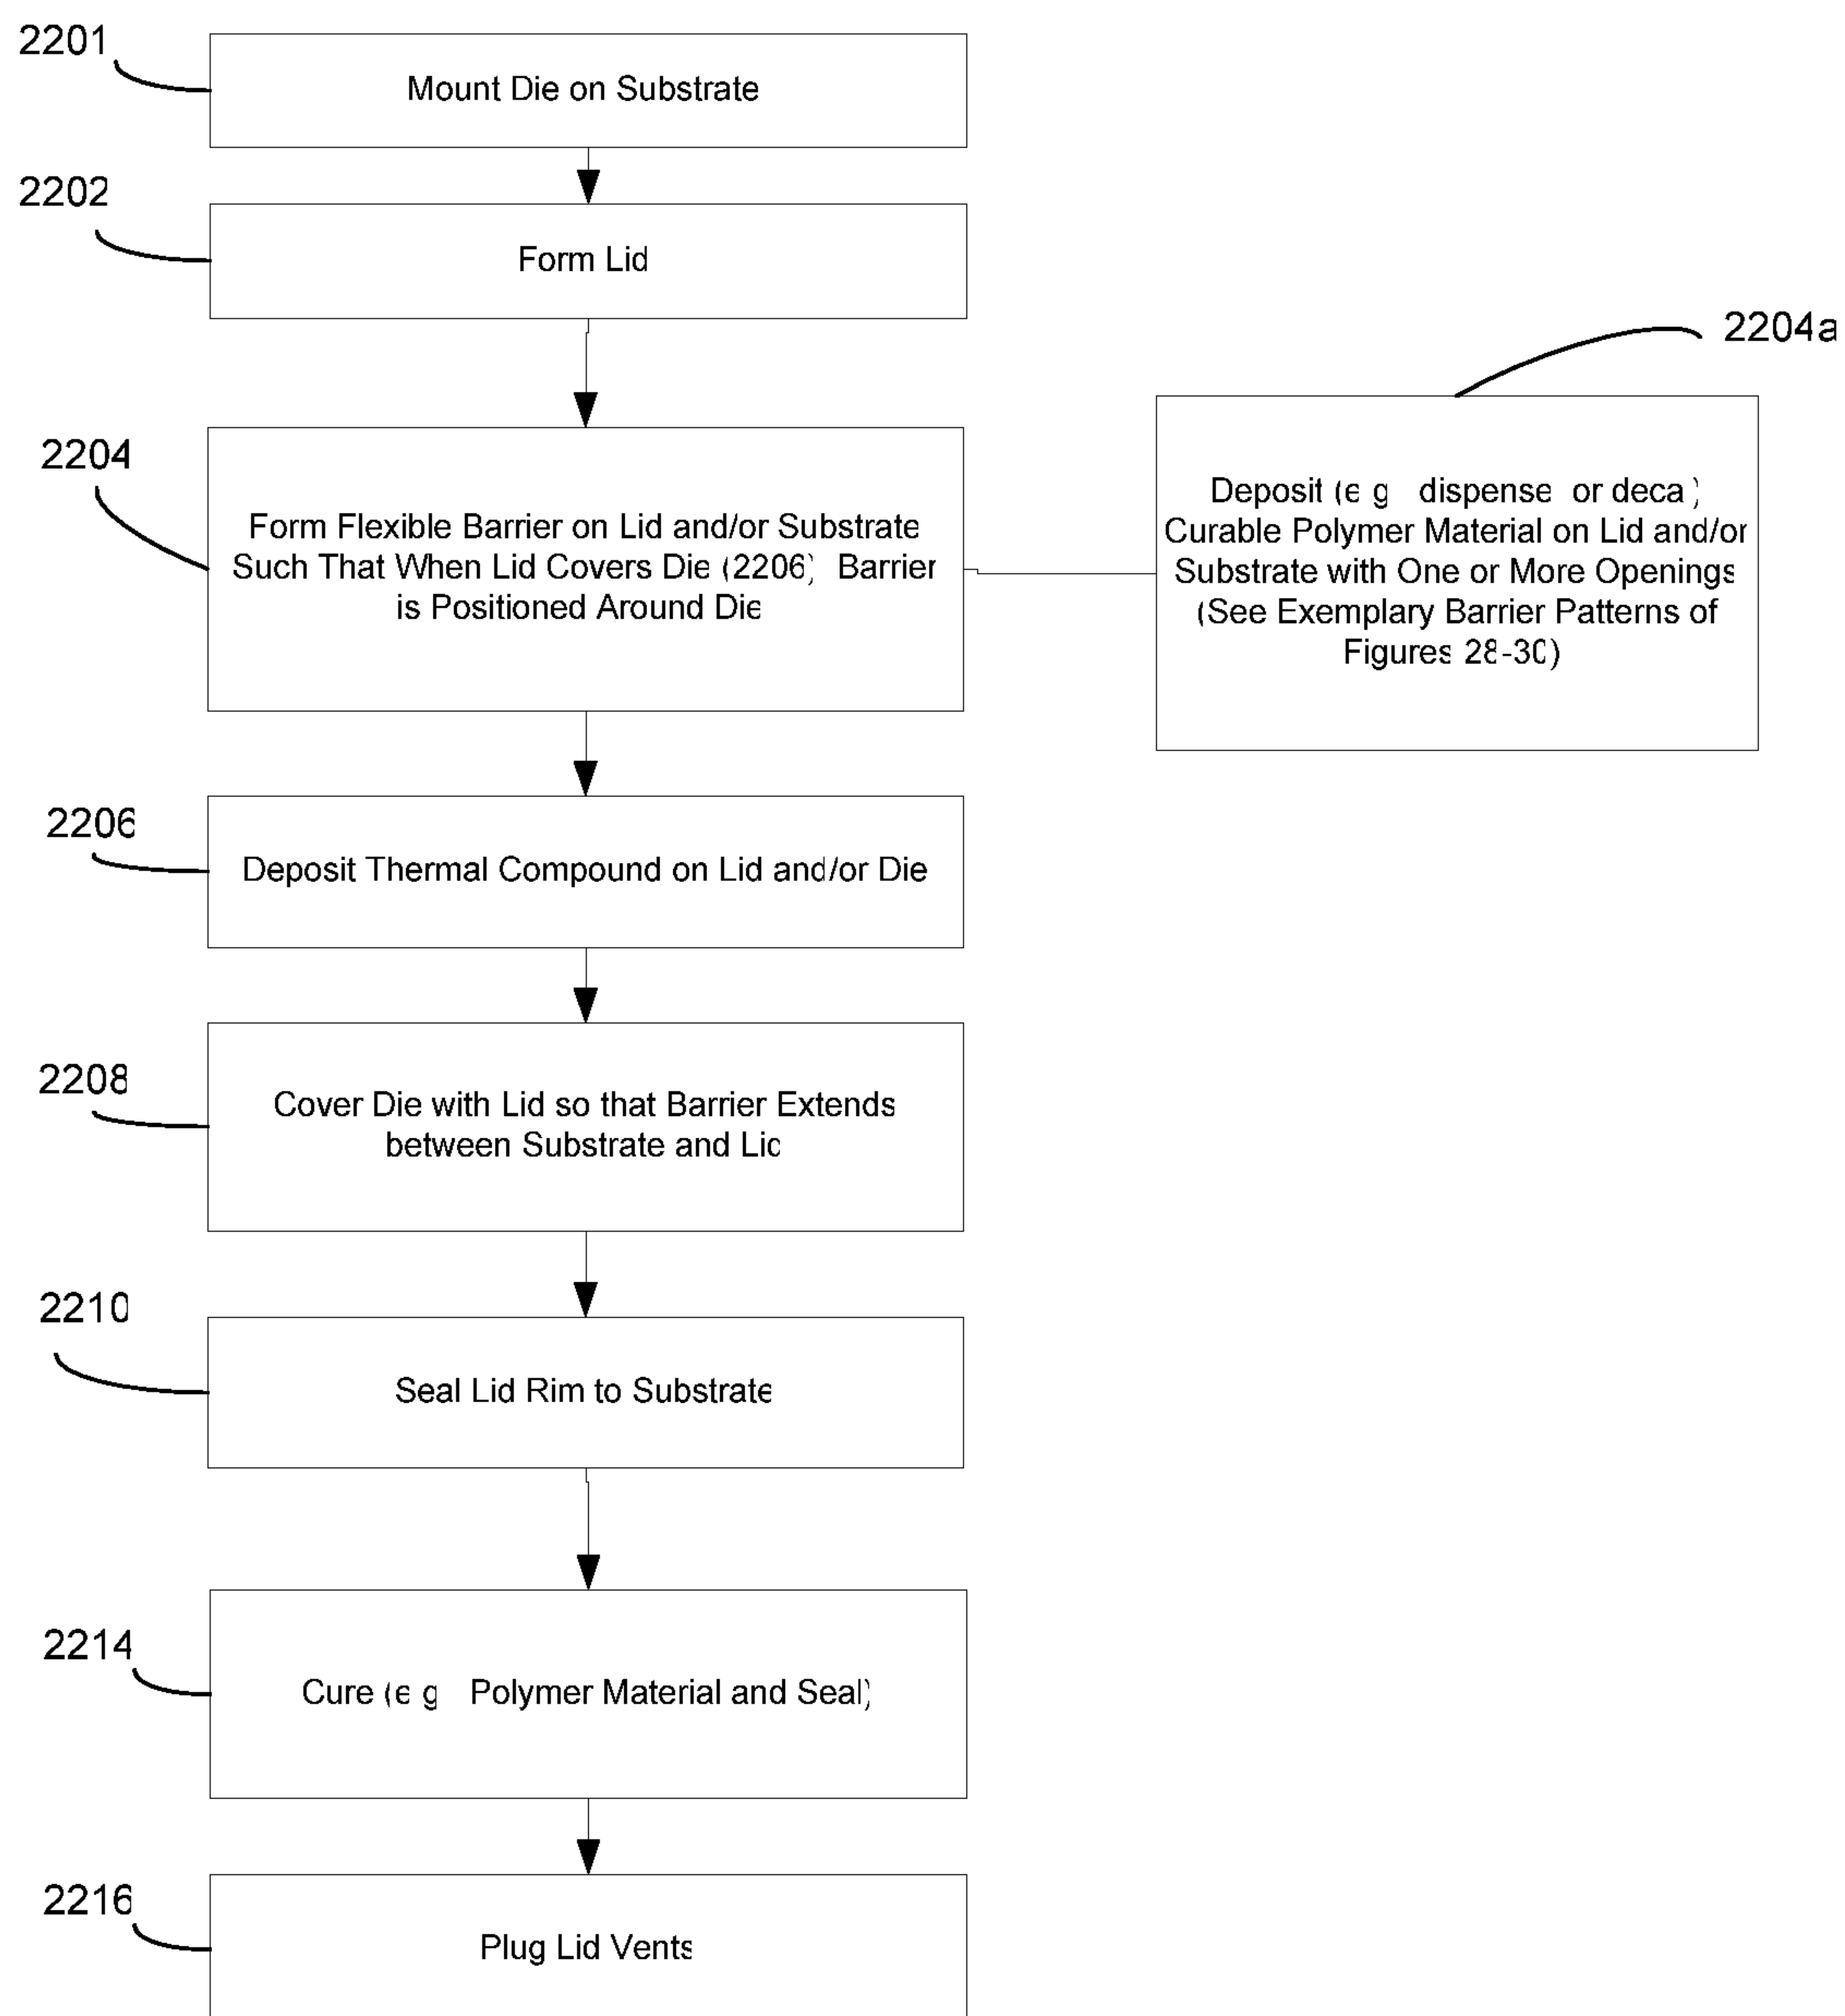 2201
Mount Die on Substrate
2202
Form Lid
2204a
2204
Form Flexible Barrier on Lid and/or Substrate
Such That When Lid Covers Die (2206) Barrier
is Positioned Around Die
Deposit (e g dispense or decal)
Curable Polymer Material on Lid and/or
Substrate with One or More Openings
(See Exemplary Barrier Patterns of
Figures 28-30)
2206
Deposit Thermal Compound on Lid and/or Die
2208
Cover Die with Lid so that Barrier Extends
between Substrate and Lid
2210
Seal Lid Rim to Substrate
2214
Cure (e g Polymer Material and Seal)
2216
Plug Lid Vents